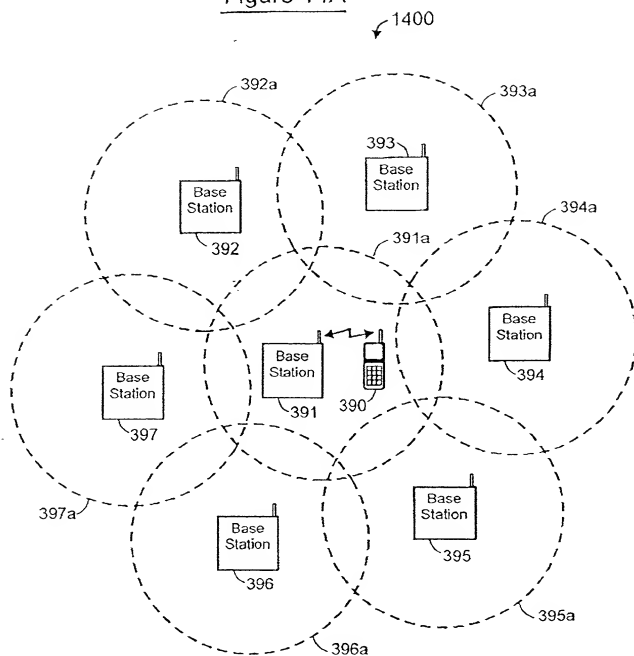 1400
392a
393a
393
Base
Station
Base
Station
392
394a
391a
Base
Station
391
390
Base
Station
394
Base
Station
397
Base
Station
395
Base
Station
396
397a
395a
396a